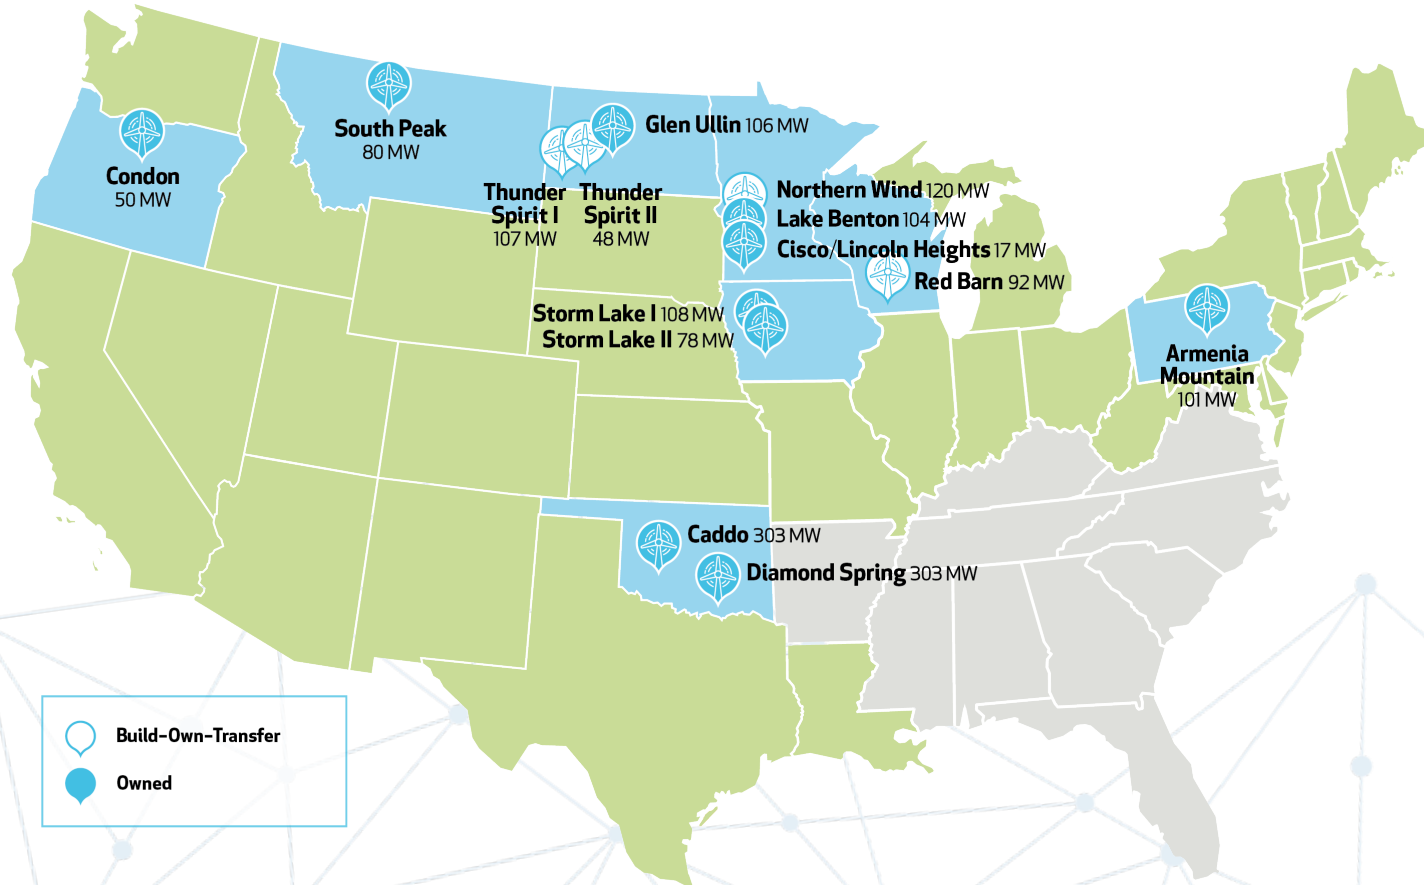 South Peak
80 MW
Glen Ullin 106 MW
Condon
50 MW
Thunder
Spirit I
107 MW
Thunder
Spirit II
48 MW
Northern Wind 120 MW
Lake Benton 104 MW
Cisco/Lincoln Heights 17 MW
Red Barn 92 MW
Storm Lake I 108 MW
Storm Lake II 78 MW
Armenia
Mountain
101 MW
Caddo 303 MW
Diamond Spring 303 MW
Build-Own-Transfer
Owned